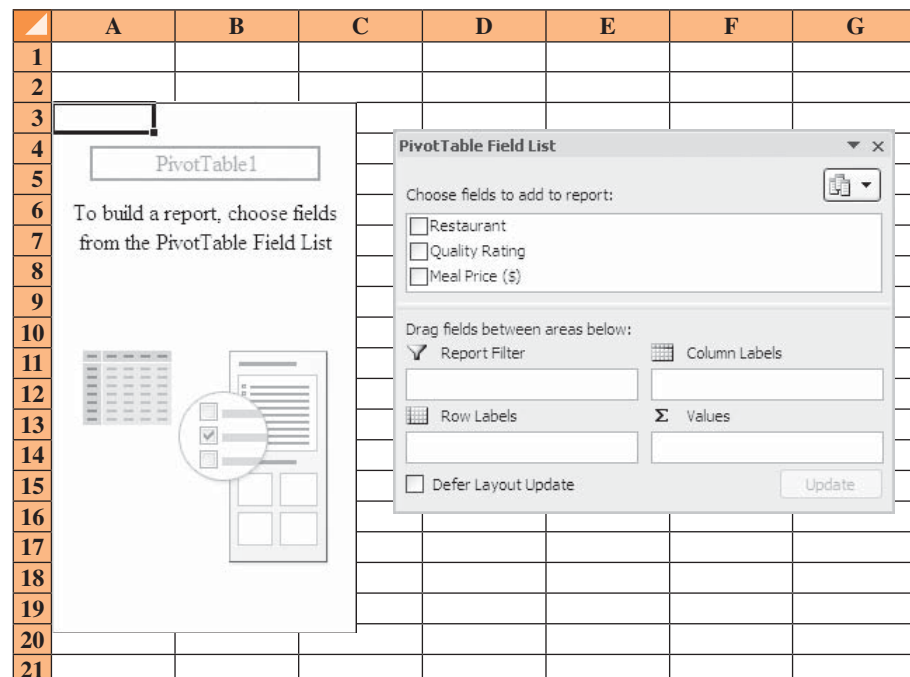 A B C D E F G
1
2
3
4
5
6
7
8
9
10
11
12
13
14
15
16
17
18
19
20
21
PivotTable1
To build a report, choose fields
from the PivotTable Field List
PivotTable Field List
Choose fields to add to report:
Restaurant
Quality Rating
Meal Price ($)
Drag fields between areas below:
Report Filter Column Labels
Row Labels Σ Values
Defer Layout Update Update